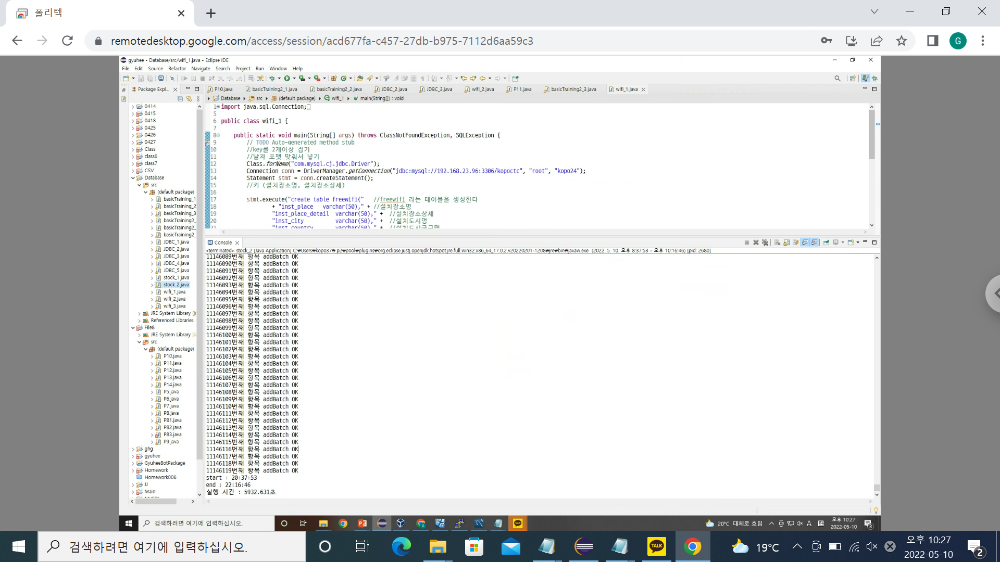 폴리텍
remotedesktop.google.com/access/session/acd677fa-c457-27db-b975-7112d6aa59c3
G
gyuhee - Database/src/wifi_1.java - Eclipse IDE
File Edit Source Refactor Navigate Search Project Run Window Help
Package Expl...
P10.java basicTraining2_1.java basicTraining2_2.java JDBC_2.java JDBC_3.java wifi_2.java P11.java basicTraining2_3.java wifi_1.java
Database src (default package) wifi_1 main(String[]) : void
0414
0415
0418
0425
0426
0427
Class
class6
class7
CSV
Database
src
(default package)
basicTraining_1
basicTraining_2
basicTraining_3
basicTraining2_
basicTraining2_
basicTraining2_
JDBC_1.java
JDBC_2.java
JDBC_3.java
JDBC_4.java
JDBC_5.java
stock_1.java
stock_2.java
wifi_1.java
wifi_2.java
wifi_3.java
JRE System Library
Referenced Libraries
File8
JRE System Library
src
(default package)
P10.java
P11.java
P12.java
P13.java
P14.java
P5.java
P6.java
P7.java
P8.java
P81.java
P82.java
P83.java
P9.java
ghg
gyuhee
GyuheeBotPackage
Homework
Homework006
JJ
Main
1 import java.sql.Connection;
5
6 public class wifi_1 {
7
8 public static void main(String[] args) throws ClassNotFoundException, SQLException {
9 // TODO Auto-generated method stub
10 //key를 2개이상 잡기
11 //날자 포맷 맞춰서 넣기
12 Class.forName("com.mysql.cj.jdbc.Driver");
13 Connection conn = DriverManager.getConnection("jdbc:mysql://192.168.23.96:3306/kopoctc", "root", "kopo24");
14 Statement stmt = conn.createStatement();
15 //키 (설치장소명, 설치장소상세)
16
17 stmt.execute("create table freewifi(" //freewifi 라는 테이블을 생성한다
18 + "inst_place varchar(50)," + //설치장소명
19 "inst_place_detail varchar(50)," + //설치장소상세
20 "inst_city varchar(50)," + //설치도시명
21 "inst_country varchar(50)," + //설치도시군구명
Console
<terminated> stock_2 [Java Application] C:₩Users₩kopo37₩.p2₩pool₩plugins₩org.eclipse.justj.openjdk.hotspot.jre.full.win32.x86_64_17.0.2.v20220201-1208₩jre₩bin₩javaw.exe (2022. 5. 10. 오후 8:37:53 – 오후 10:16:46) [pid: 2680]
11146089번째 항목 addBatch OK
11146090번째 항목 addBatch OK
11146091번째 항목 addBatch OK
11146092번째 항목 addBatch OK
11146093번째 항목 addBatch OK
11146094번째 항목 addBatch OK
11146095번째 항목 addBatch OK
11146096번째 항목 addBatch OK
11146097번째 항목 addBatch OK
11146098번째 항목 addBatch OK
11146099번째 항목 addBatch OK
11146100번째 항목 addBatch OK
11146101번째 항목 addBatch OK
11146102번째 항목 addBatch OK
11146103번째 항목 addBatch OK
11146104번째 항목 addBatch OK
11146105번째 항목 addBatch OK
11146106번째 항목 addBatch OK
11146107번째 항목 addBatch OK
11146108번째 항목 addBatch OK
11146109번째 항목 addBatch OK
11146110번째 항목 addBatch OK
11146111번째 항목 addBatch OK
11146112번째 항목 addBatch OK
11146113번째 항목 addBatch OK
11146114번째 항목 addBatch OK
11146115번째 항목 addBatch OK
11146116번째 항목 addBatch OK
11146117번째 항목 addBatch OK
11146118번째 항목 addBatch OK
11146119번째 항목 addBatch OK
start : 20:37:53
end : 22:16:46
실행 시간 : 5932.631초
검색하려면 여기에 입력하십시오.
20°C 대체로 흐림
A
오후 10:27
2022-05-10
3
검색하려면 여기에 입력하십시오.
TALK
19°C
오후 10:27
2022-05-10
2